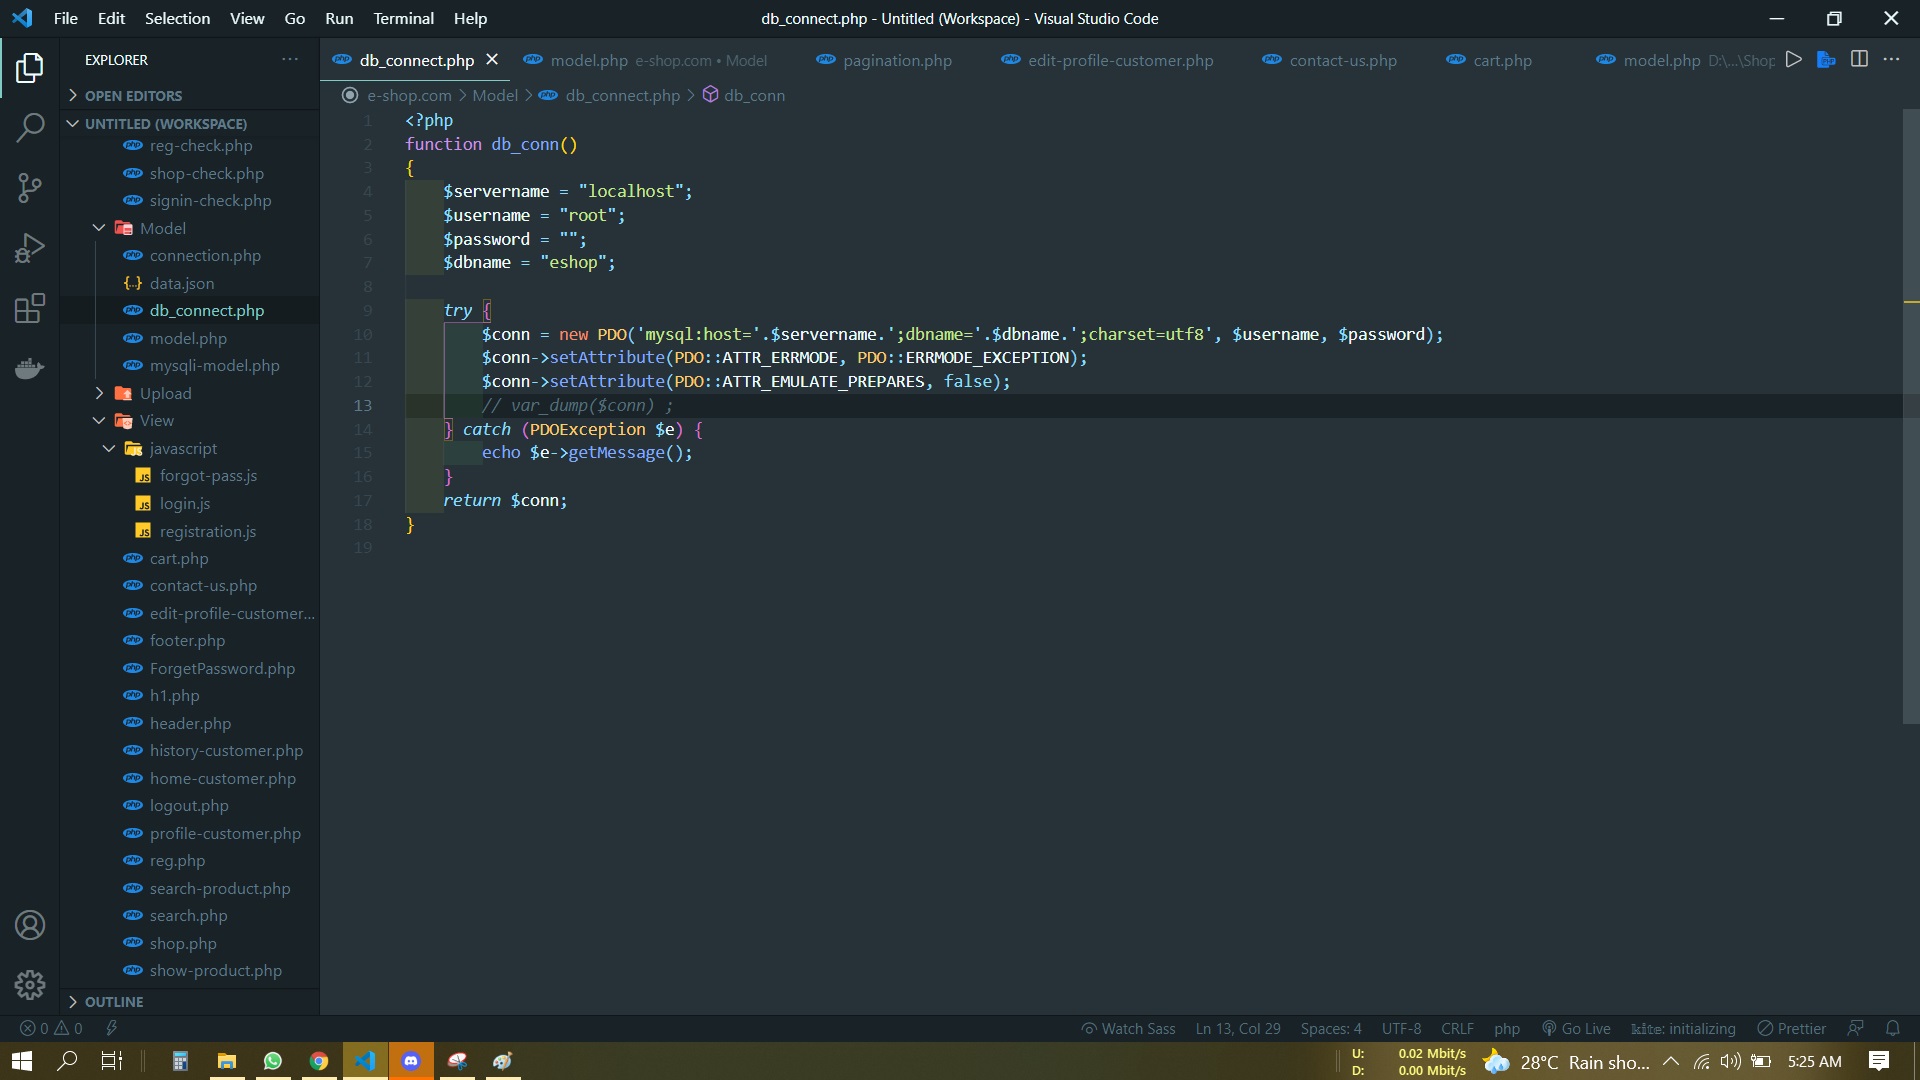 File Edit Selection View Go Run Terminal Help
db_connect.php - Untitled (Workspace) - Visual Studio Code
EXPLORER
OPEN EDITORS
UNTITLED (WORKSPACE)
reg-check.php
shop-check.php
signin-check.php
Model
connection.php
{..} data.json
db_connect.php
model.php
mysqli-model.php
Upload
View
javascript
JS forgot-pass.js
JS login.js
JS registration.js
cart.php
contact-us.php
edit-profile-customer...
footer.php
ForgetPassword.php
h1.php
header.php
history-customer.php
home-customer.php
logout.php
profile-customer.php
reg.php
search-product.php
search.php
shop.php
show-product.php
OUTLINE
db_connect.php model.php e-shop.com • Model pagination.php edit-profile-customer.php contact-us.php cart.php model.php D:\...\Shop
e-shop.com > Model > db_connect.php > db_conn
1 <?php
2 function db_conn()
3 {
4 $servername = "localhost";
5 $username = "root";
6 $password = "";
7 $dbname = "eshop";
8
9 try {
10 $conn = new PDO('mysql:host='.$servername.';dbname='.$dbname.';charset=utf8', $username, $password);
11 $conn->setAttribute(PDO::ATTR_ERRMODE, PDO::ERRMODE_EXCEPTION);
12 $conn->setAttribute(PDO::ATTR_EMULATE_PREPARES, false);
13 // var_dump($conn) ;
14 } catch (PDOException $e) {
15 echo $e->getMessage();
16 }
17 return $conn;
18 }
19
0 0 Watch Sass Ln 13, Col 29 Spaces: 4 UTF-8 CRLF php Go Live kite: initializing Prettier
U: 0.02 Mbit/s
D: 0.00 Mbit/s
28°C Rain sho... 5:25 AM